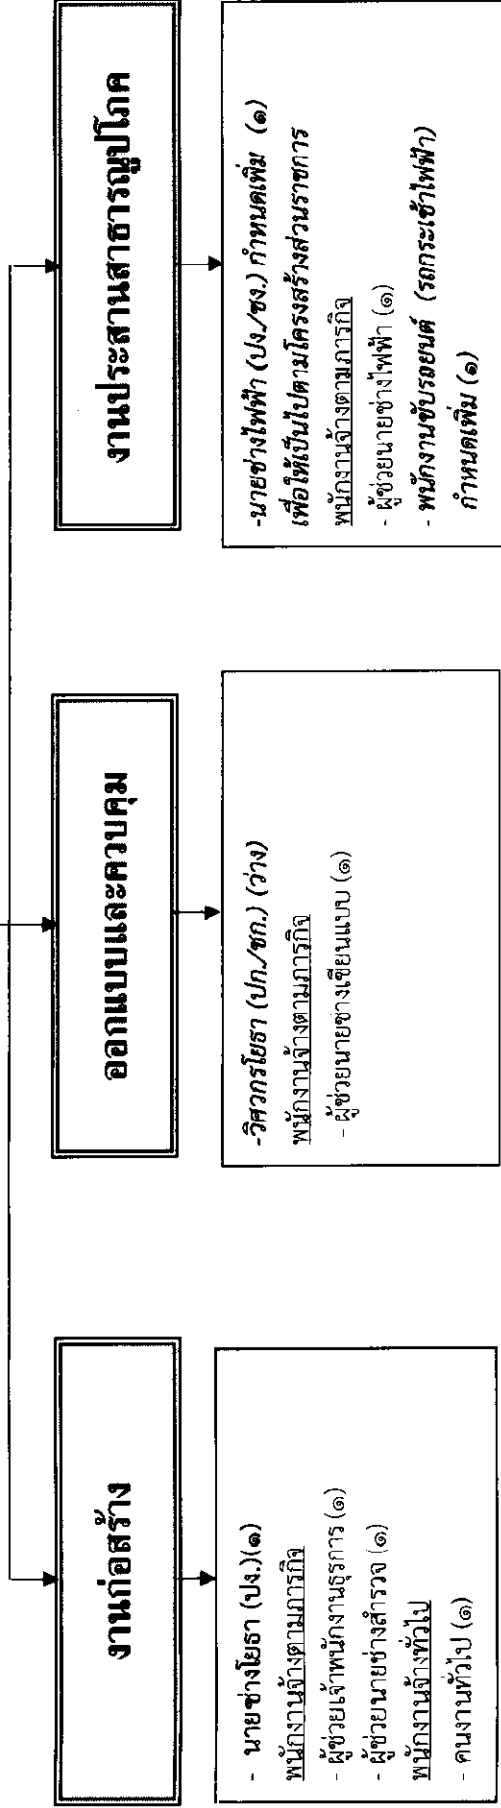 งานก่อสร้าง
- นายช่างโยธา (ปง.)(๑)
พนักงานจ้างตามภารกิจ
- ผู้ช่วยเจ้าพนักงานธุรการ (๑)
- ผู้ช่วยนายช่างสำรวจ (๑)
พนักงานจ้างทั่วไป
- คนงานทั่วไป (๑)
ออกแบบและควบคุม
-วิศวกรโยธา (ปก./ชก.) (ว่าง)
พนักงานจ้างตามภารกิจ
- ผู้ช่วยนายช่างเขียนแบบ (๑)
งานประสานสาธารณูปโภค
-นายช่างไฟฟ้า (ปง./ชง.) กำหนดเพิ่ม (๑)
เพื่อให้เป็นไปตามโครงสร้างส่วนราชการ
พนักงานจ้างตามภารกิจ
- ผู้ช่วยนายช่างไฟฟ้า (๑)
- พนักงานขับรถยนต์ (รถกระเช้าไฟฟ้า)
กำหนดเพิ่ม (๑)